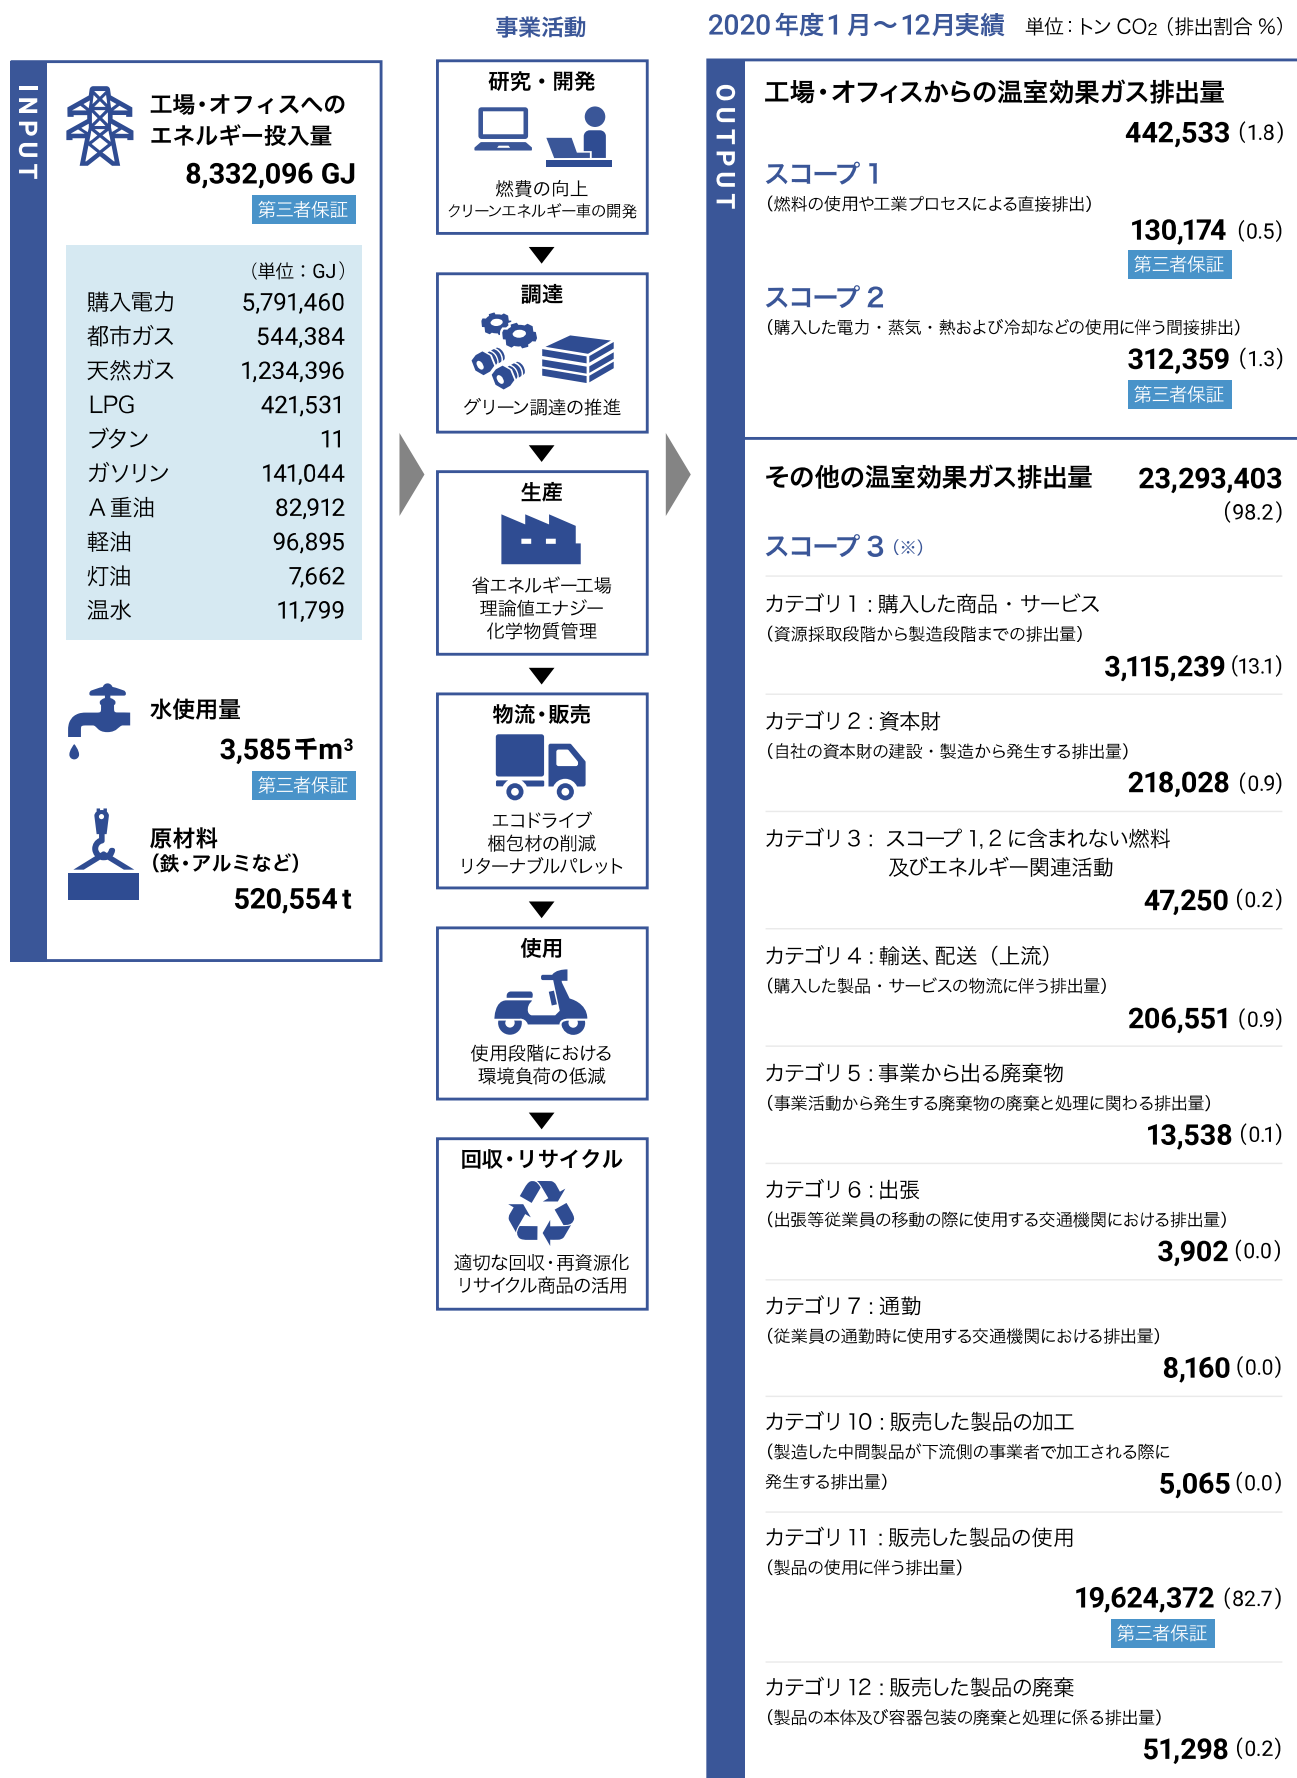 INPUT
工場・オフィスへの
エネルギー投入量
8,332,096 GJ
第三者保証
（単位：GJ）
購入電力 5,791,460
都市ガス 544,384
天然ガス 1,234,396
LPG 421,531
ブタン 11
ガソリン 141,044
A 重油 82,912
軽油 96,895
灯油 7,662
温水 11,799
水使用量
3,585千m³
第三者保証
原材料
（鉄・アルミなど）
520,554 t
事業活動
研究・開発
燃費の向上
クリーンエネルギー車の開発
調達
グリーン調達の推進
生産
省エネルギー工場
理論値エナジー
化学物質管理
物流・販売
エコドライブ
梱包材の削減
リターナブルパレット
使用
使用段階における
環境負荷の低減
回収・リサイクル
適切な回収・再資源化
リサイクル商品の活用
2020年度1月〜12月実績 単位：トン CO₂（排出割合 %）
OUTPUT
工場・オフィスからの温室効果ガス排出量
442,533（1.8）
スコープ 1
（燃料の使用や工業プロセスによる直接排出）
130,174（0.5）
第三者保証
スコープ 2
（購入した電力・蒸気・熱および冷却などの使用に伴う間接排出）
312,359（1.3）
第三者保証
その他の温室効果ガス排出量 23,293,403
（98.2）
スコープ 3（※）
カテゴリ 1：購入した商品・サービス
（資源採取段階から製造段階までの排出量）
3,115,239（13.1）
カテゴリ 2：資本財
（自社の資本財の建設・製造から発生する排出量）
218,028（0.9）
カテゴリ 3： スコープ 1, 2 に含まれない燃料
及びエネルギー関連活動
47,250（0.2）
カテゴリ 4：輸送、配送（上流）
（購入した製品・サービスの物流に伴う排出量）
206,551（0.9）
カテゴリ 5：事業から出る廃棄物
（事業活動から発生する廃棄物の廃棄と処理に関わる排出量）
13,538（0.1）
カテゴリ 6：出張
（出張等従業員の移動の際に使用する交通機関における排出量）
3,902（0.0）
カテゴリ 7：通勤
（従業員の通勤時に使用する交通機関における排出量）
8,160（0.0）
カテゴリ 10：販売した製品の加工
（製造した中間製品が下流側の事業者で加工される際に
発生する排出量） 5,065（0.0）
カテゴリ 11：販売した製品の使用
（製品の使用に伴う排出量）
19,624,372（82.7）
第三者保証
カテゴリ 12：販売した製品の廃棄
（製品の本体及び容器包装の廃棄と処理に係る排出量）
51,298（0.2）